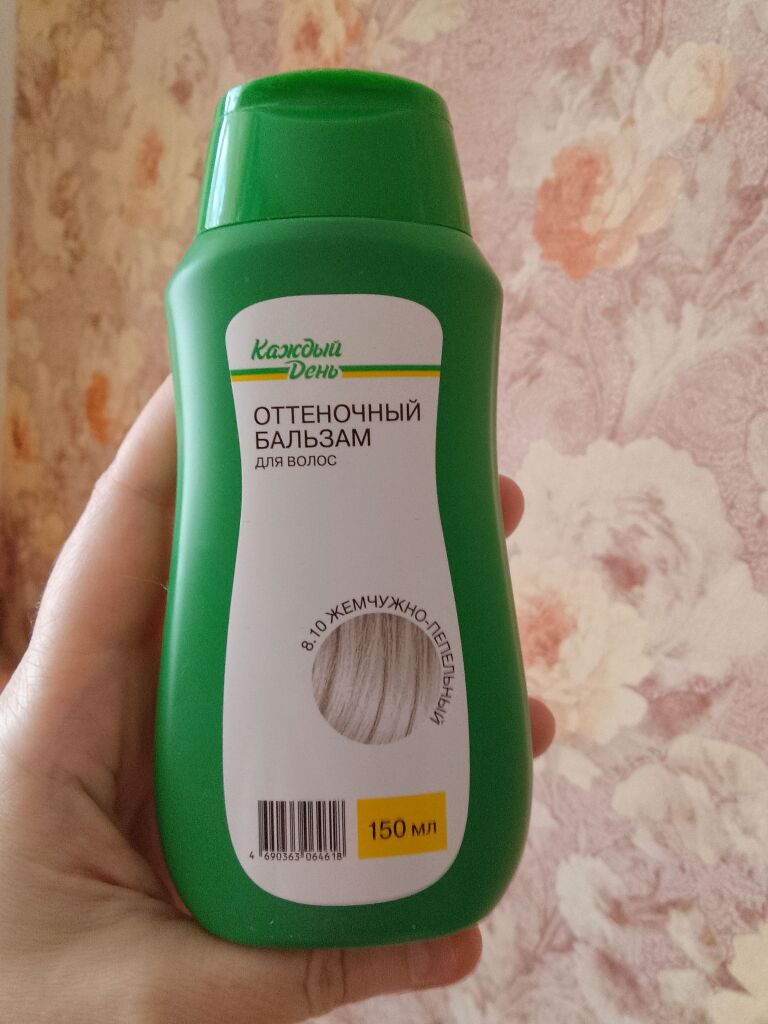 Каждый
День
ОТТЕНОЧНЫЙ
БАЛЬЗАМ
ДЛЯ ВОЛОС
8.10 ЖЕМЧУЖНО-ПЕПЕЛЬНЫЙ
150 мл
4 690363 064618